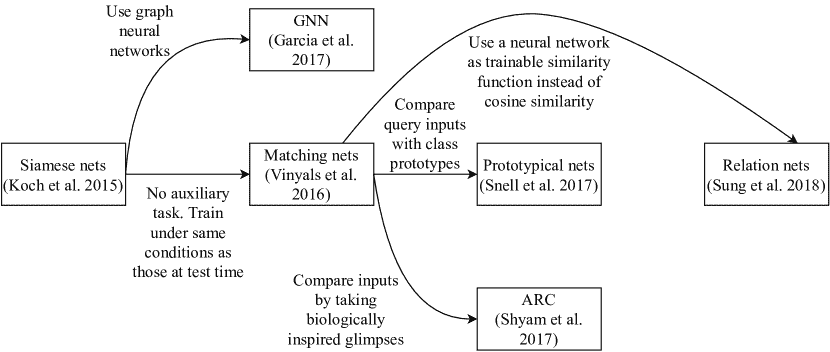 Use graph
neural
networks
GNN
(Garcia et al.
2017)
Use a neural network
as trainable similarity
function instead of
cosine similarity
Compare
query inputs
with class
prototypes
Siamese nets
(Koch et al. 2015)
Matching nets
(Vinyals et al.
2016)
Prototypical nets
(Snell et al. 2017)
Relation nets
(Sung et al. 2018)
No auxiliary
task. Train
under same
conditions as
those at test time
Compare inputs
by taking
biologically
inspired glimpses
ARC
(Shyam et al.
2017)